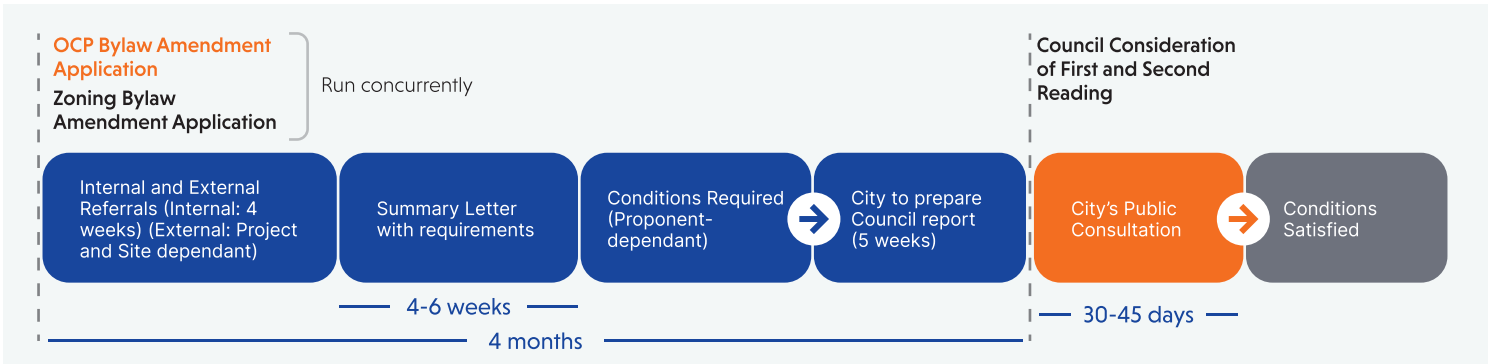 OCP Bylaw Amendment
Application
Zoning Bylaw
Amendment Application
Run concurrently
Council Consideration
of First and Second
Reading
Internal and External
Referrals (Internal: 4
weeks) (External: Project
and Site dependant)
Summary Letter
with requirements
Conditions Required
(Proponent-
dependant)
City to prepare
Council report
(5 weeks)
City’s Public
Consultation
Conditions
Satisfied
4-6 weeks
30-45 days
4 months